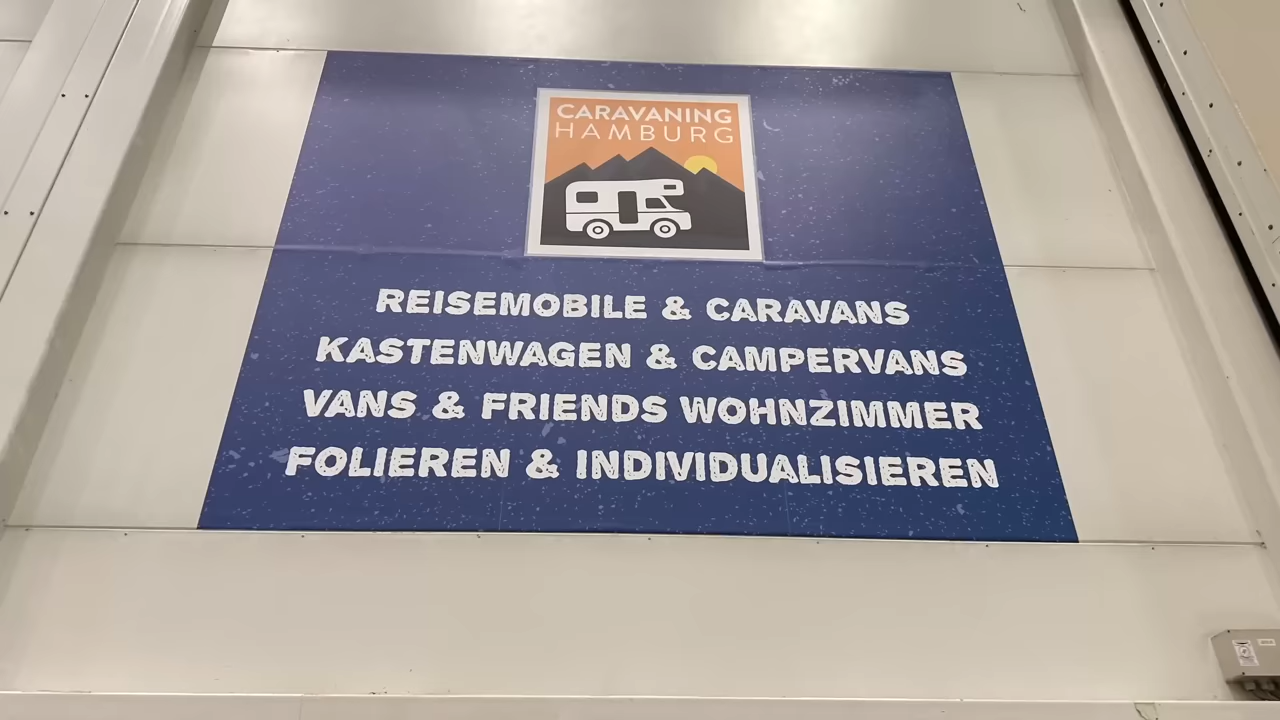 CARAVANING
HAMBURG
REISEMOBILE & CARAVANS
KASTENWAGEN & CAMPERVANS
VANS & FRIENDS WOHNZIMMER
FOLIEREN & INDIVIDUALISIEREN